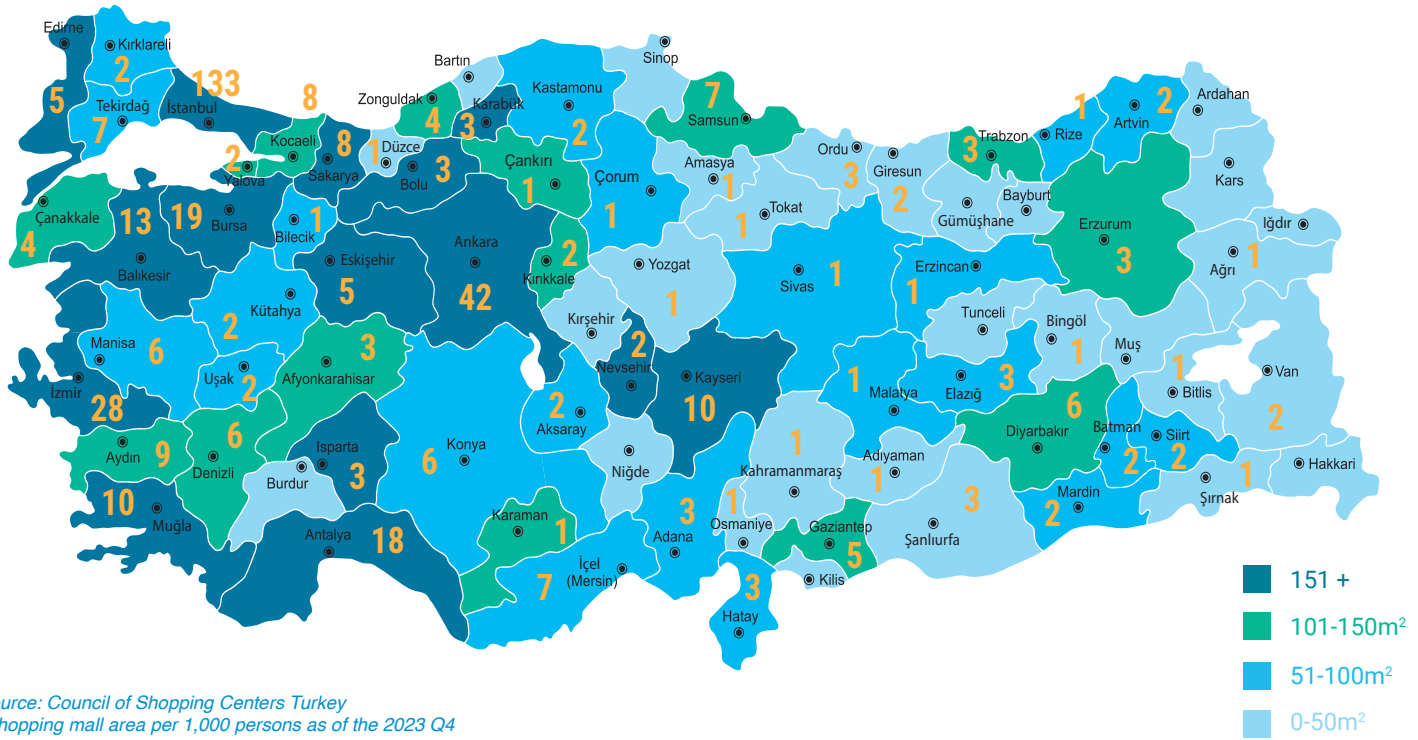 Edirne
Kırklareli
2
5
Tekirdağ
7
133
İstanbul
8
Kocaeli
2
Yalova
8
Sakarya
1
Düzce
3
Bolu
Zonguldak
4
Bartın
Karabük
3
Kastamonu
2
Sinop
7
Samsun
Çankırı
1
Çorum
1
Amasya
1
Tokat
1
Ordu
3
Giresun
2
Gümüşhane
Bayburt
Trabzon
3
1
Rize
2
Artvin
Ardahan
Kars
Iğdır
Ağrı
1
Erzurum
3
Erzincan
1
Sivas
1
Çanakkale
4
13
Balıkesir
19
Bursa
Bilecik
1
Eskişehir
5
Ankara
42
2
Kırıkkale
Yozgat
1
Kırşehir
2
Nevşehir
Kayseri
10
Kütahya
2
Manisa
6
Uşak
2
3
Afyonkarahisar
İzmir
28
Aydın
9
6
Denizli
Isparta
3
Burdur
10
Muğla
Antalya
18
Konya
6
2
Aksaray
Niğde
Karaman
1
İçel
(Mersin)
7
3
Adana
1
Osmaniye
3
Hatay
1
Kahramanmaraş
Gaziantep
5
Kilis
Adıyaman
1
1
Malatya
Şanlıurfa
3
Tunceli
Elazığ
3
Bingöl
1
Muş
1
Bitlis
Van
2
6
Diyarbakır
Batman
2
Siirt
2
Mardin
2
Şırnak
1
Hakkari
151 +
101-150m²
51-100m²
0-50m²
urce: Council of Shopping Centers Turkey
hopping mall area per 1,000 persons as of the 2023 Q4